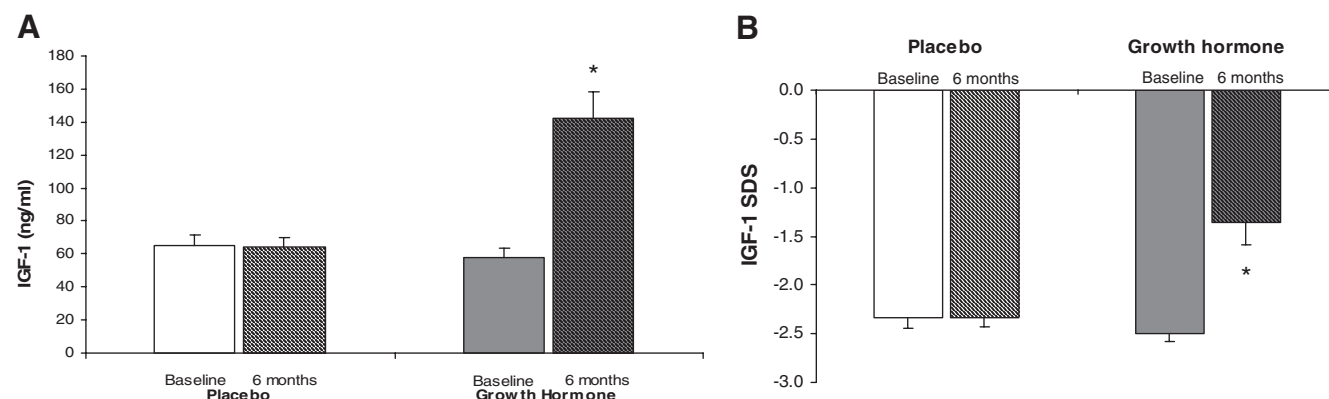 A
IGF-1 (ng/ml)
180
160
140
120
100
80
60
40
20
0
*
Baseline 6 months
Placebo
Baseline 6 months
Growth Hormone
B
Placebo Growth hormone
Baseline 6 months Baseline 6 months
IGF-1 SDS
0.0
-0.5
-1.0
-1.5
-2.0
-2.5
-3.0
*